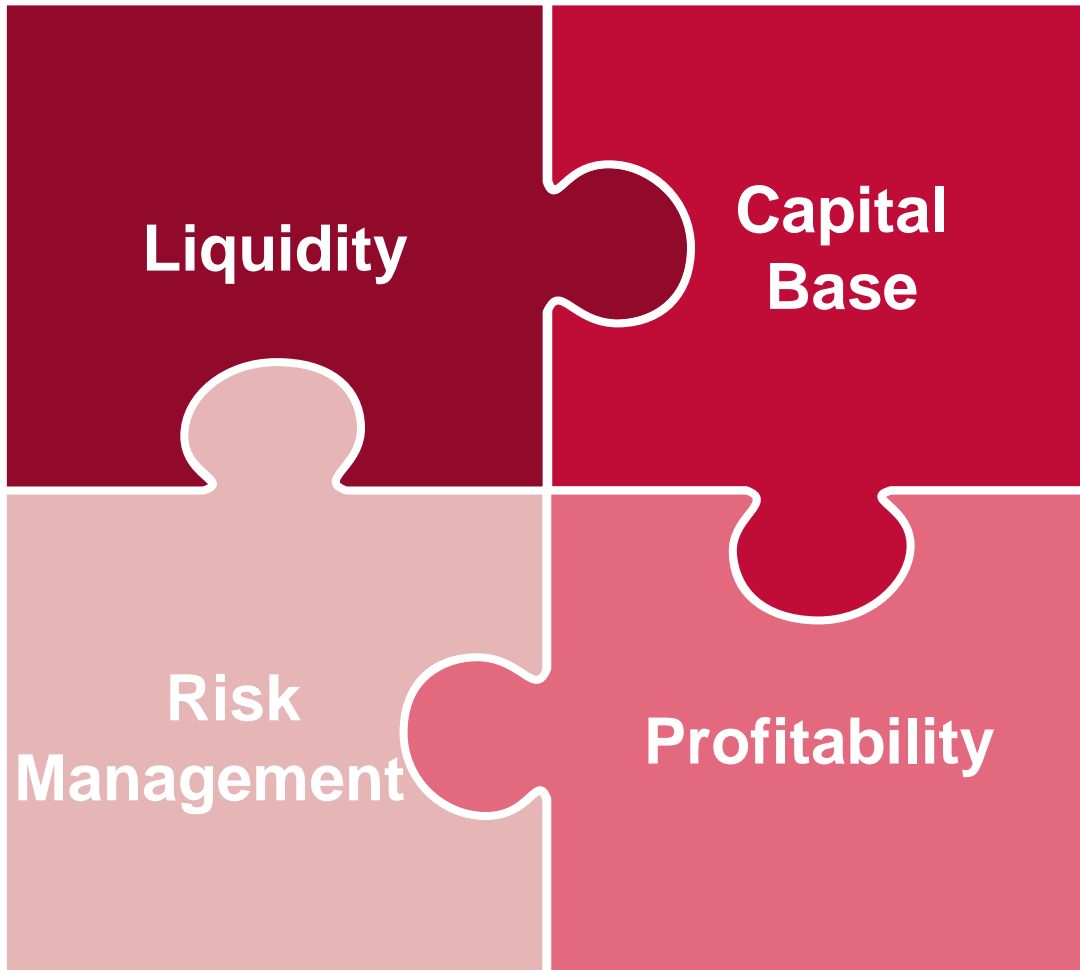 Liquidity
Capital
Base
Risk
Management
Profitability